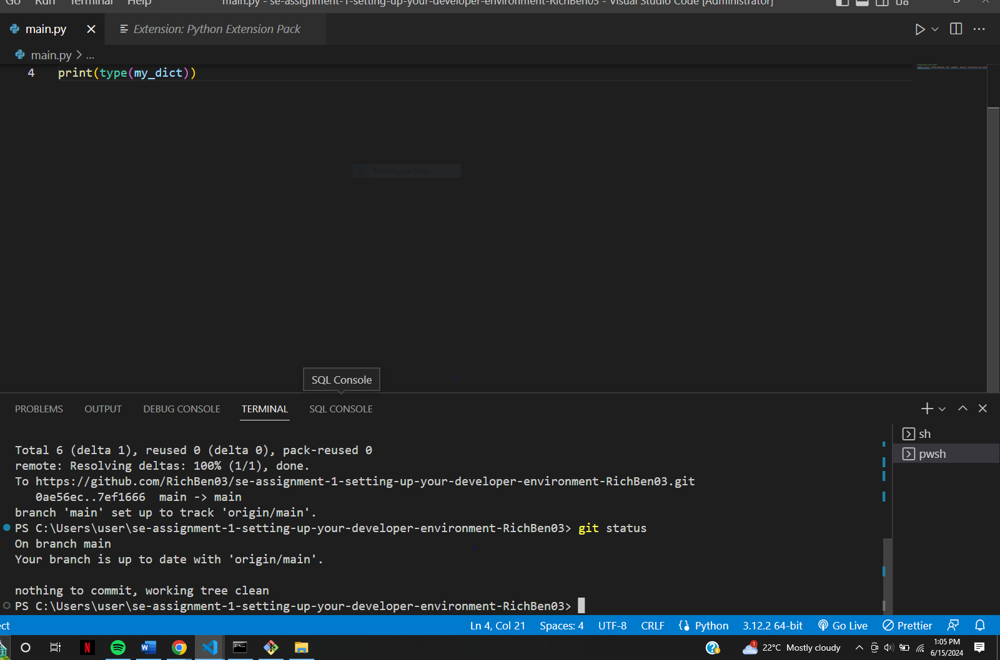 Go Run Terminal Help main.py - se-assignment-1-setting-up-your-developer-environment-RichBen03 - Visual Studio Code [Administrator]
main.py Extension: Python Extension Pack
main.py > ...
4 print(type(my_dict))
Rectangular Snip
SQL Console
PROBLEMS OUTPUT DEBUG CONSOLE TERMINAL SQL CONSOLE
sh
pwsh
Total 6 (delta 1), reused 0 (delta 0), pack-reused 0
remote: Resolving deltas: 100% (1/1), done.
To https://github.com/RichBen03/se-assignment-1-setting-up-your-developer-environment-RichBen03.git
0ae56ec..7ef1666 main -> main
branch 'main' set up to track 'origin/main'.
PS C:\Users\user\se-assignment-1-setting-up-your-developer-environment-RichBen03> git status
On branch main
Your branch is up to date with 'origin/main'.
nothing to commit, working tree clean
PS C:\Users\user\se-assignment-1-setting-up-your-developer-environment-RichBen03>
ect Ln 4, Col 21 Spaces: 4 UTF-8 CRLF Python 3.12.2 64-bit Go Live Prettier
1 22°C Mostly cloudy 1:05 PM
6/15/2024